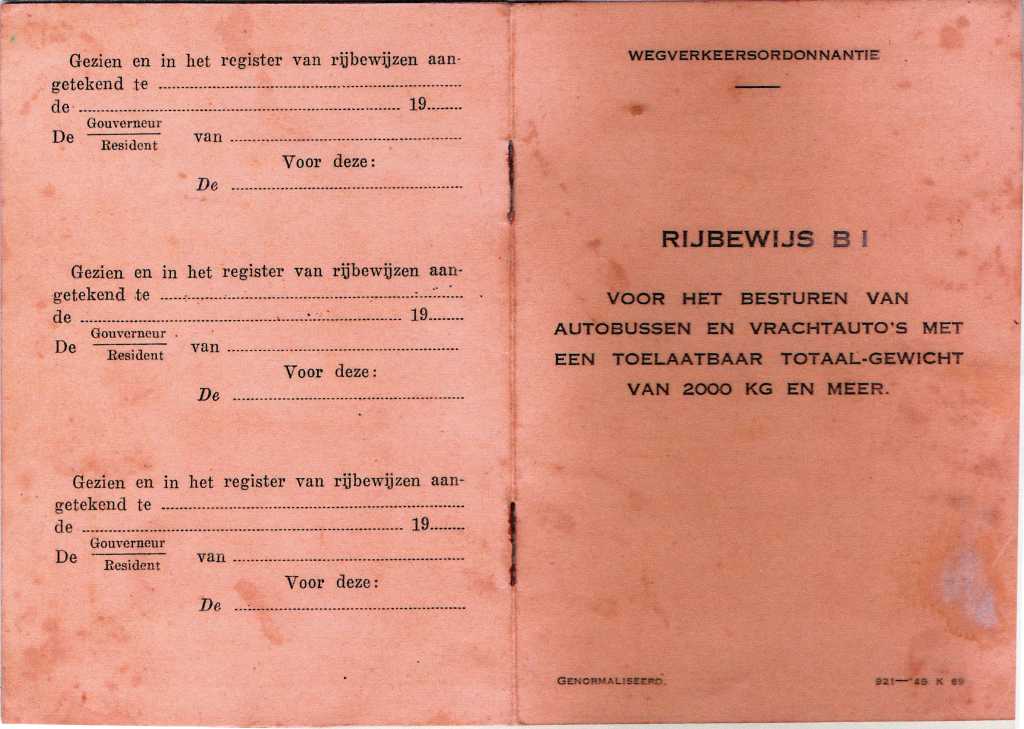 Gezien en in het register van rijbewijzen aan-
getekend te
de 19
De Gouverneur van
Resident
Voor deze:
De
Gezien en in het register van rijbewijzen aan-
getekend te
de 19
De Gouverneur van
Resident
Voor deze:
De
Gezien en in het register van rijbewijzen aan-
getekend te
de 19
De Gouverneur van
Resident
Voor deze:
De
WEGVERKEERSORDONNANTIE
RIJBEWIJS B I
VOOR HET BESTUREN VAN
AUTOBUSSEN EN VRACHTAUTO'S MET
EEN TOELAATBAAR TOTAAL-GEWICHT
VAN 2000 KG EN MEER.
GENORMALISEERD.
921—'49 K 69